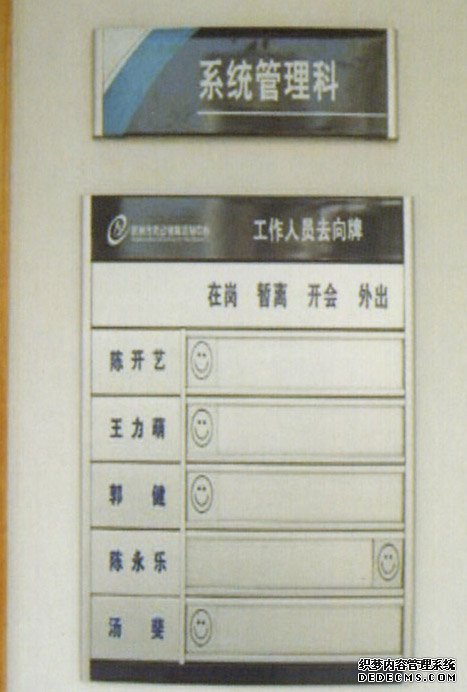 系统管理科
工作人员去向牌
在岗 暂离 开会 外出
陈开艺
王力萌
郭健
陈永乐
汤斐
织梦内容管理系统
DEDECMS.COM